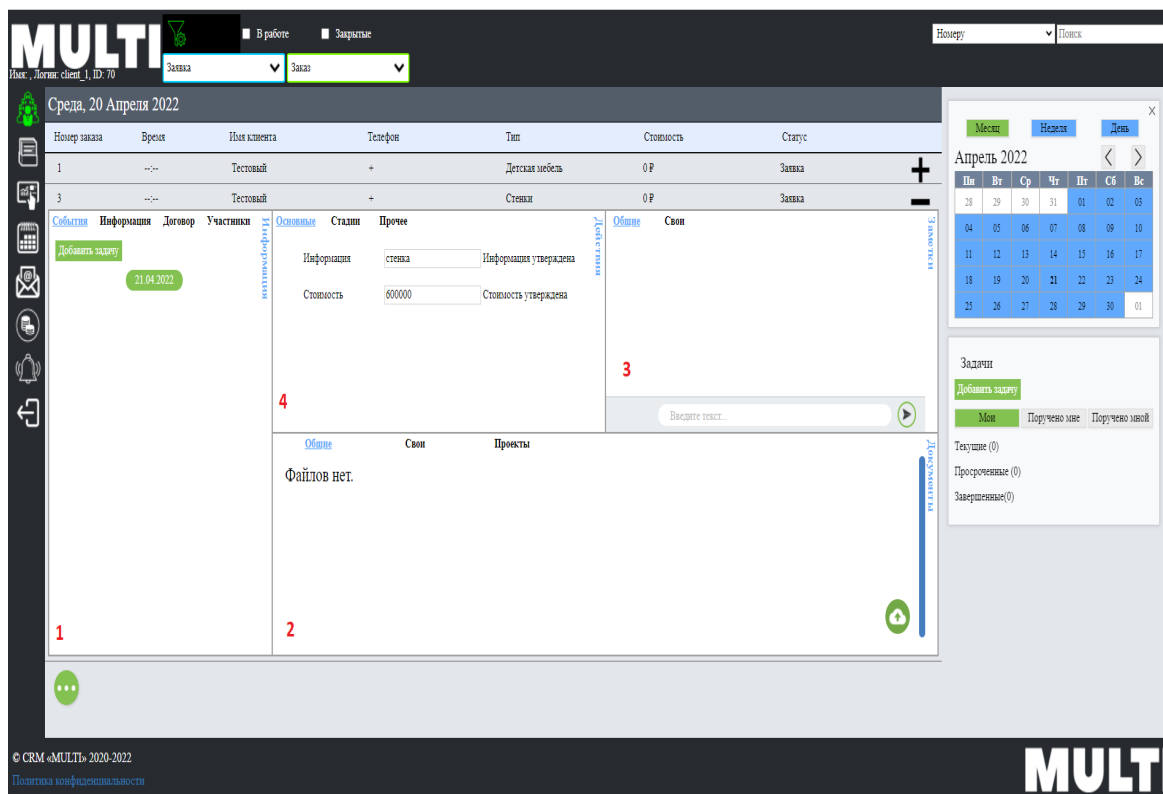 MULTI
В работе
Закрытые
Номеру
Поиск
Имя: , Логин: client_1, ID: 70
Заявка
Заказ
Среда, 20 Апреля 2022
Номер заказа Время Имя клиента Телефон Тип Стоимость Статус
1 --:-- Тестовый + Детская мебель 0 ₽ Заявка
3 --:-- Тестовый + Стенки 0 ₽ Заявка
События Информация Договор Участники
Информация
Добавить задачу
21.04.2022
1
Основные Стадии Прочее
Действия
Информация стенка Информация утверждена
Стоимость 600000 Стоимость утверждена
4
Общие Свои
Заметки
3
Введите текст...
Общие Свои Проекты
Документы
Файлов нет.
2
Месяц Неделя День
Апрель 2022
Пн Вт Ср Чт Пт Сб Вс
28 29 30 31 01 02 03
04 05 06 07 08 09 10
11 12 13 14 15 16 17
18 19 20 21 22 23 24
25 26 27 28 29 30 01
Задачи
Добавить задачу
Мои Поручено мне Поручено мной
Текущие (0)
Просроченные (0)
Завершенные(0)
© CRM «MULTI» 2020-2022
Политика конфиденциальности
MULT